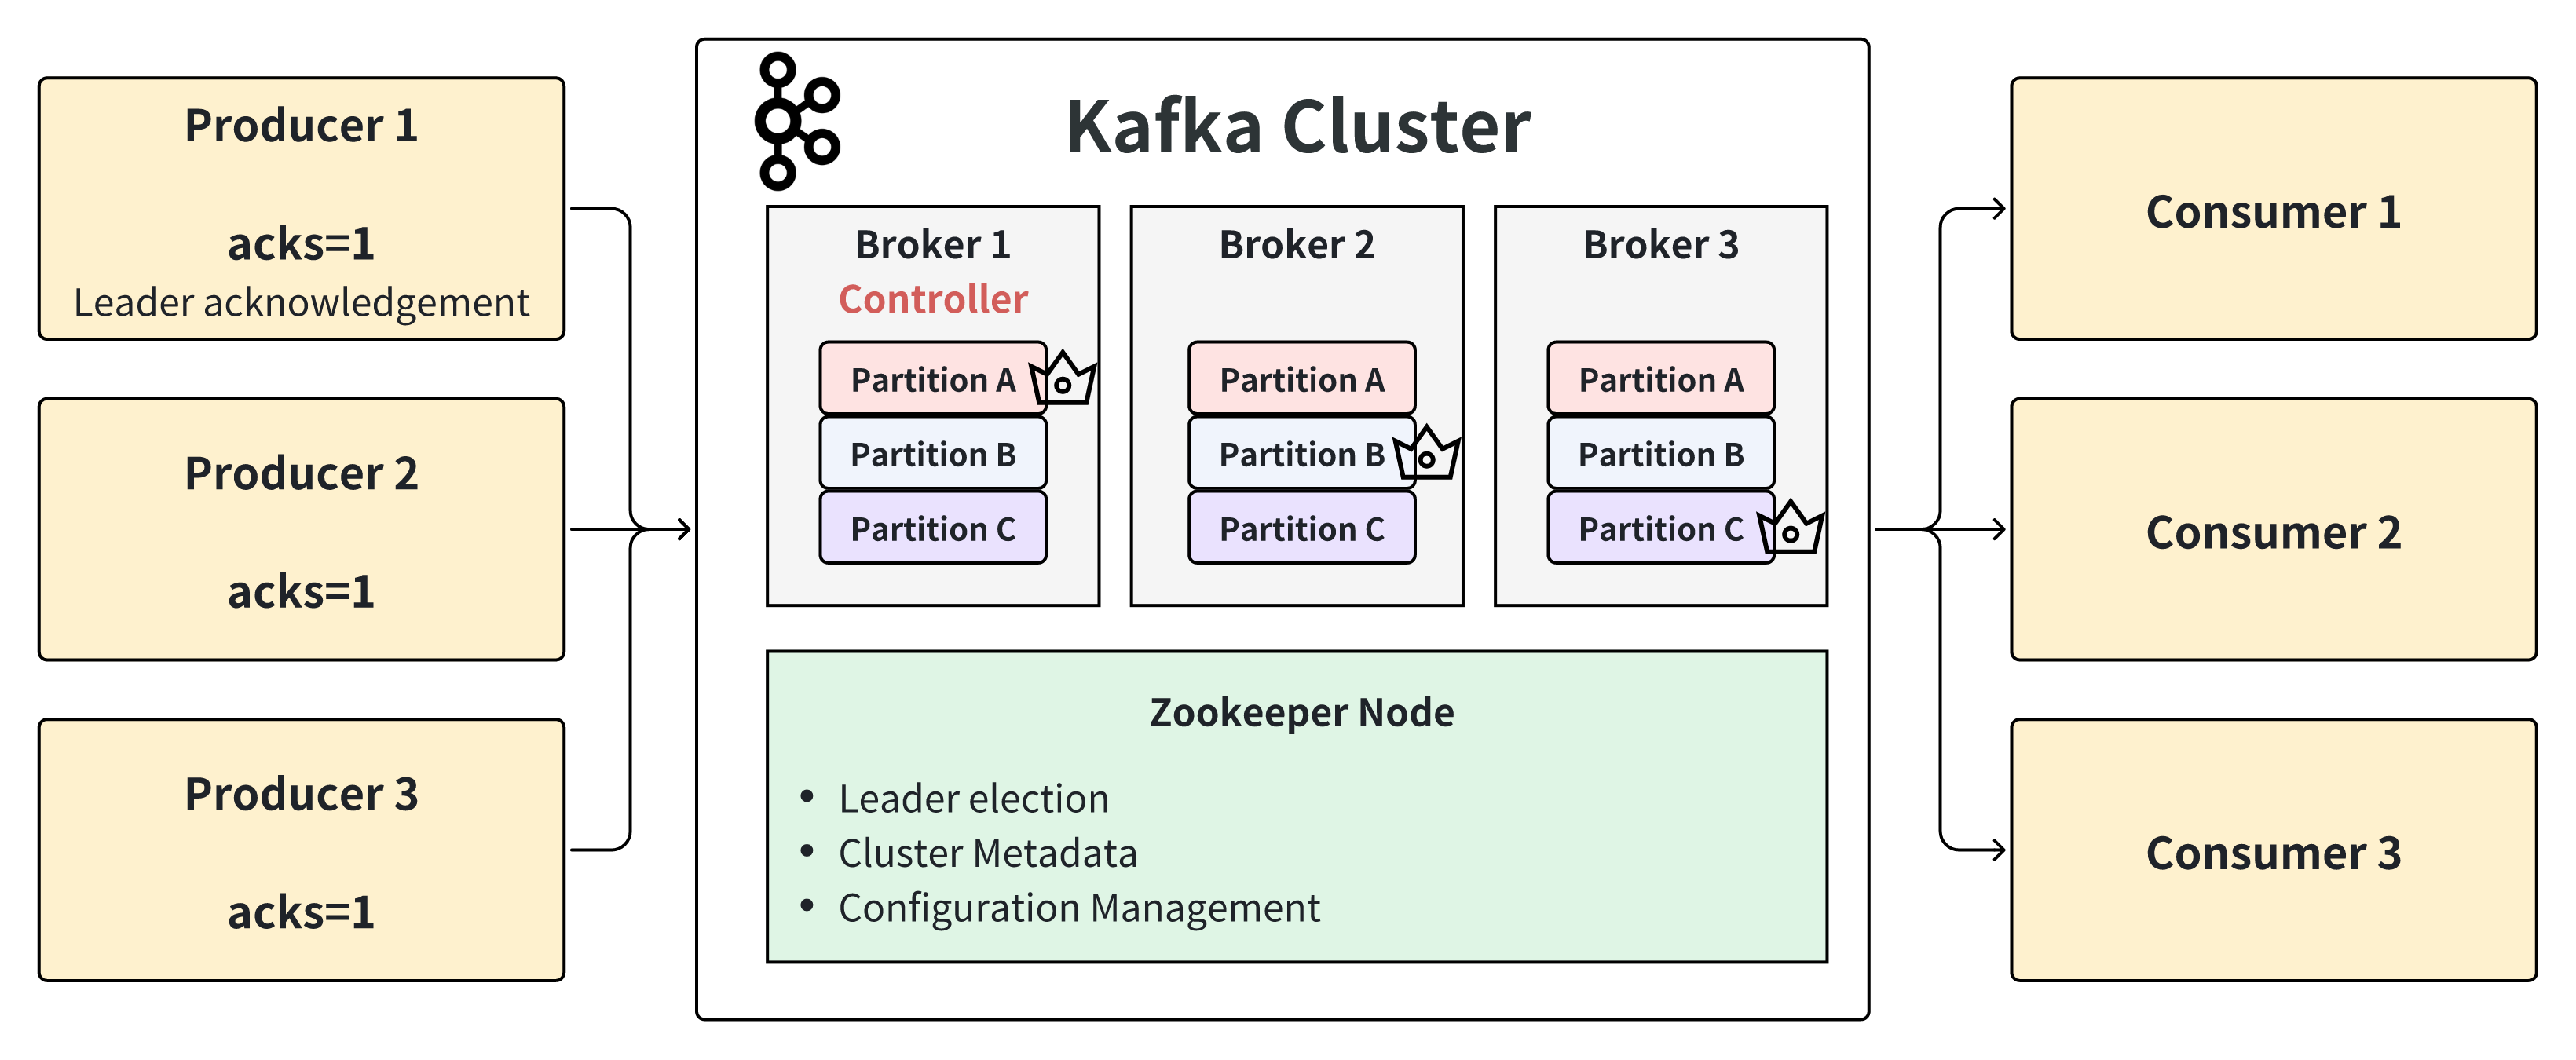 Producer 1
acks=1
Leader acknowledgement
Producer 2
acks=1
Producer 3
acks=1
Kafka Cluster
Broker 1
Controller
Partition A
Partition B
Partition C
Broker 2
Partition A
Partition B
Partition C
Broker 3
Partition A
Partition B
Partition C
Zookeeper Node
• Leader election
• Cluster Metadata
• Configuration Management
Consumer 1
Consumer 2
Consumer 3